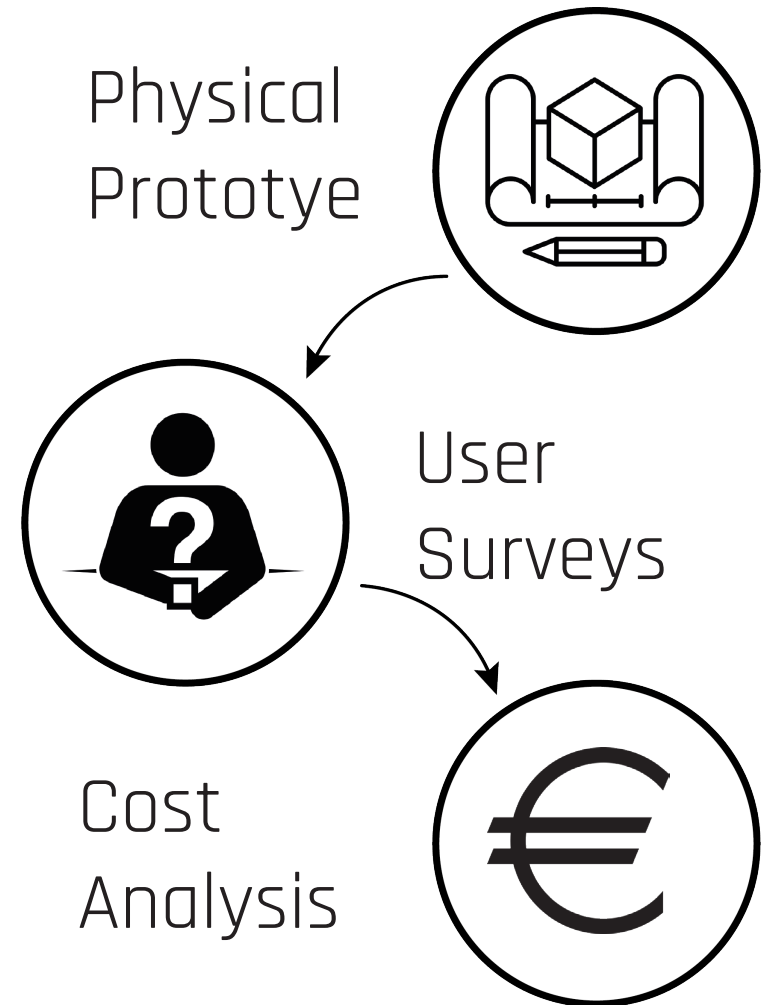 Physical
Prototye
User
Surveys
?
Cost
Analysis
€